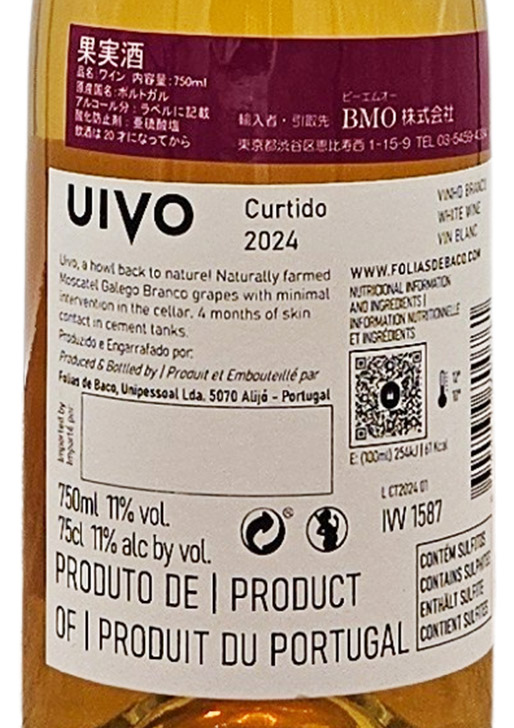 果実酒
品名:ワイン 内容量:750ml
原産国名:ポルトガル
アルコール分:ラベルに記載
酸化防止剤:亜硫酸塩
飲酒は20才になってから
輸入者・引取先
ビーエムオー
BMO 株式会社
東京都渋谷区恵比寿西 1-15-9 TEL 03-5459-4334
UIVO
Curtido
2024
VINHO BRANCO
WHITE WINE
VIN BLANC
Uivo, a howl back to nature! Naturally farmed
Moscatel Galego Branco grapes with minimal
intervention in the cellar. 4 months of skin
contact in cement tanks.
Produzido e Engarrafado por:
Produced & Bottled by | Produit et Embouteillé par
Folias de Baco, Unipessoal Lda. 5070 Alijó - Portugal
WWW.FOLIASDEBACO.COM
NUTRICIONAL INFORMATION
AND INGREDIENTS |
INFORMATION NUTRITIONNELLE
ET INGRÉDIENTS
12°
10°
E: (100ml) 254kJ | 61 Kcal
Imported by
Importé par
L CT2024 01
IVV 1587
750ml 11% vol.
75cl 11% alc by vol.
PRODUTO DE | PRODUCT
OF | PRODUIT DU PORTUGAL
CONTÉM SULFITOS
CONTAINS SULPHITES
ENTHÄLT SULFITE
CONTIENT SULFITES